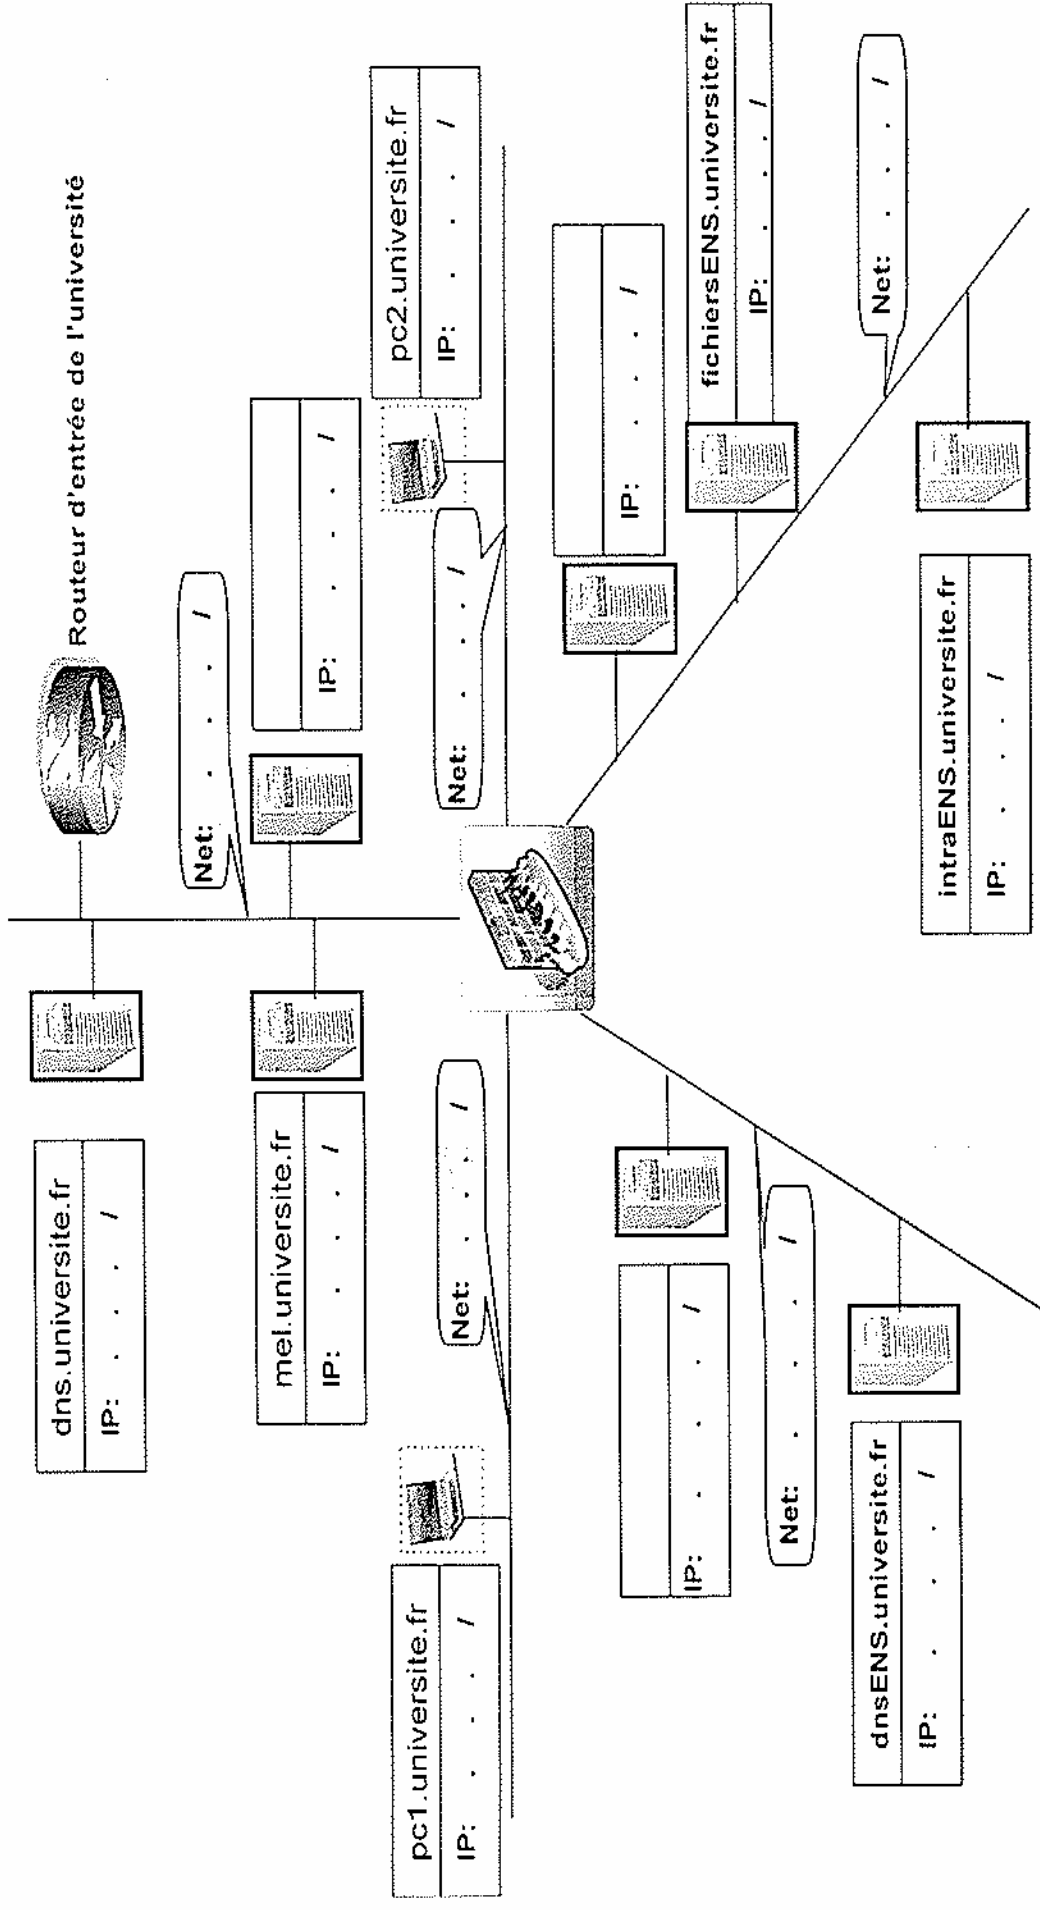 dns.universite.fr
IP: . . . /
Routeur d'entrée de l'université
Net: . . . /
mel.universite.fr
IP: . . . /
IP: . . . /
pc1.universite.fr
IP: . . . /
Net: . . . /
Net: . . . /
pc2.universite.fr
IP: . . . /
IP: . . . /
IP: . . . /
fichiersENS.universite.fr
IP: . . . /
Net: . . . /
Net: . . . /
dnsENS.universite.fr
IP: . . . /
intraENS.universite.fr
IP: . . . /